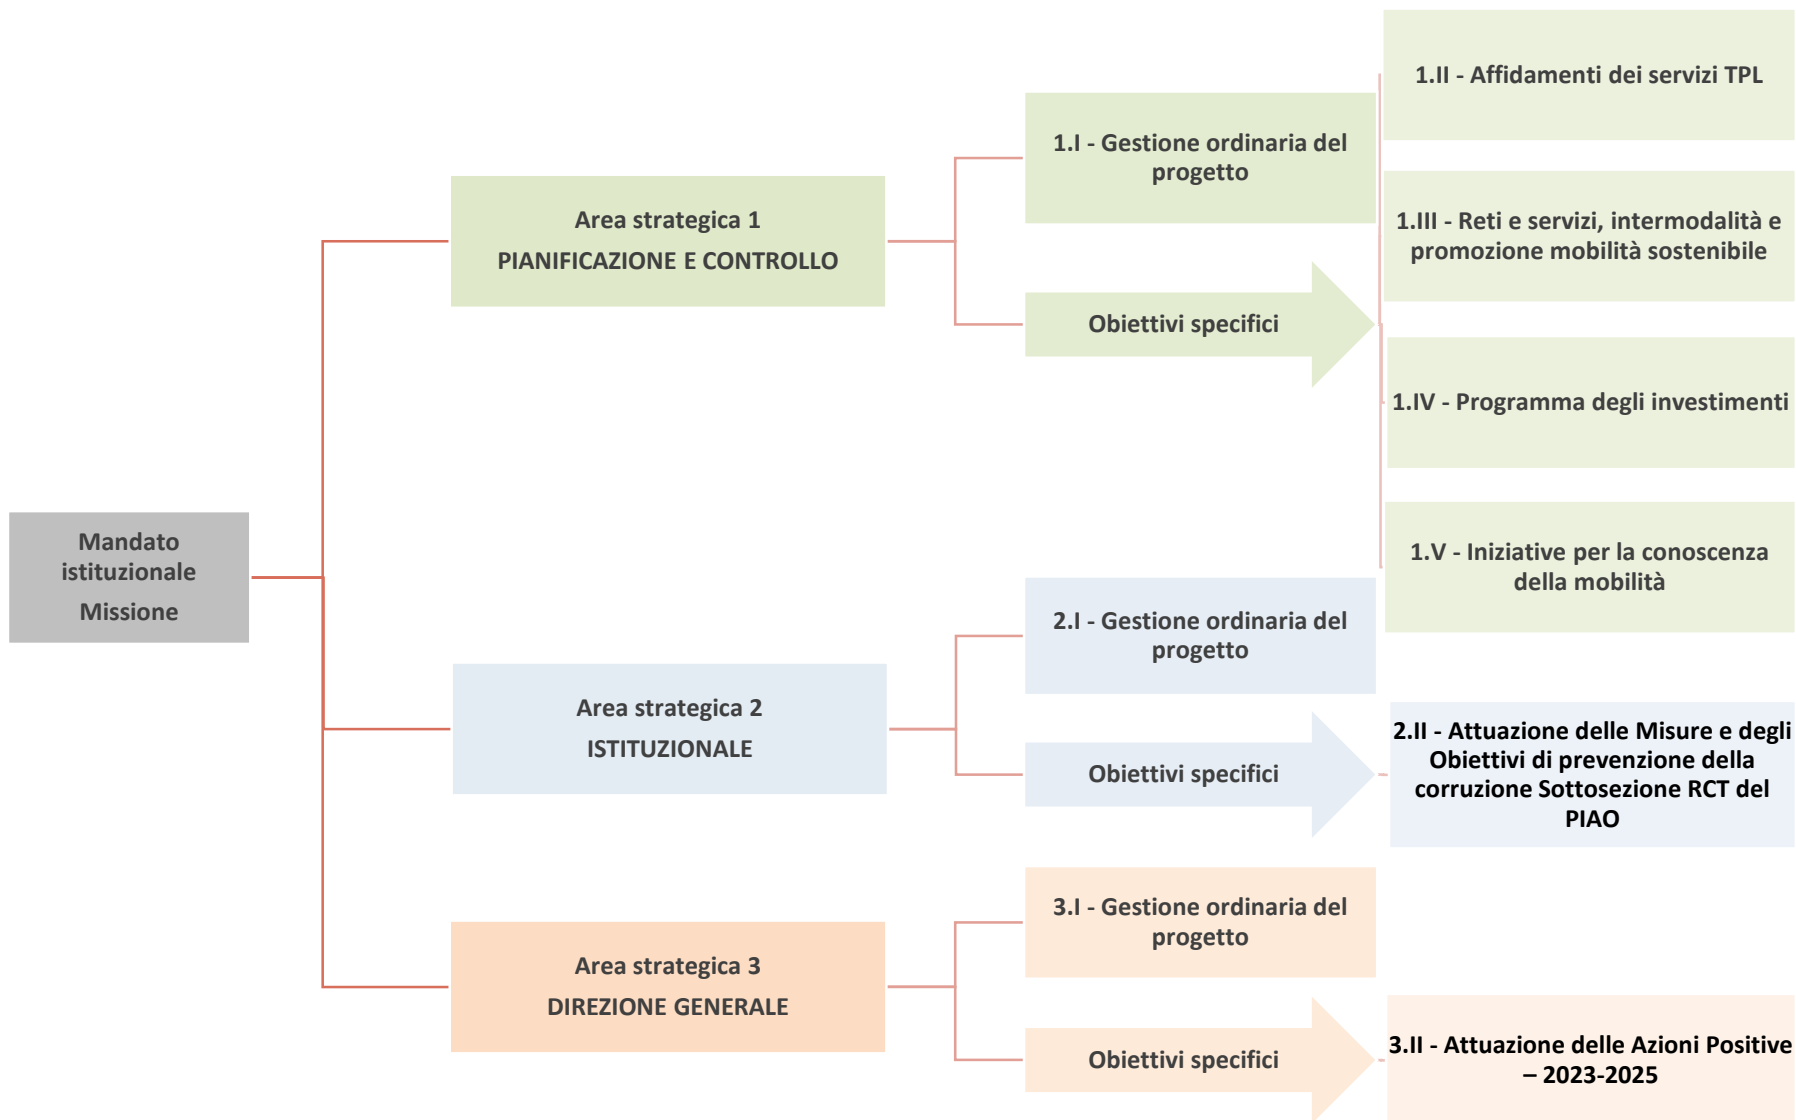 Mandato
istituzionale
Missione
Area strategica 1
PIANIFICAZIONE E CONTROLLO
1.I - Gestione ordinaria del
progetto
Obiettivi specifici
1.II - Affidamenti dei servizi TPL
1.III - Reti e servizi, intermodalità e
promozione mobilità sostenibile
1.IV - Programma degli investimenti
1.V - Iniziative per la conoscenza
della mobilità
Area strategica 2
ISTITUZIONALE
2.I - Gestione ordinaria del
progetto
Obiettivi specifici
2.II - Attuazione delle Misure e degli
Obiettivi di prevenzione della
corruzione Sottosezione RCT del
PIAO
Area strategica 3
DIREZIONE GENERALE
3.I - Gestione ordinaria del
progetto
Obiettivi specifici
3.II - Attuazione delle Azioni Positive
– 2023-2025